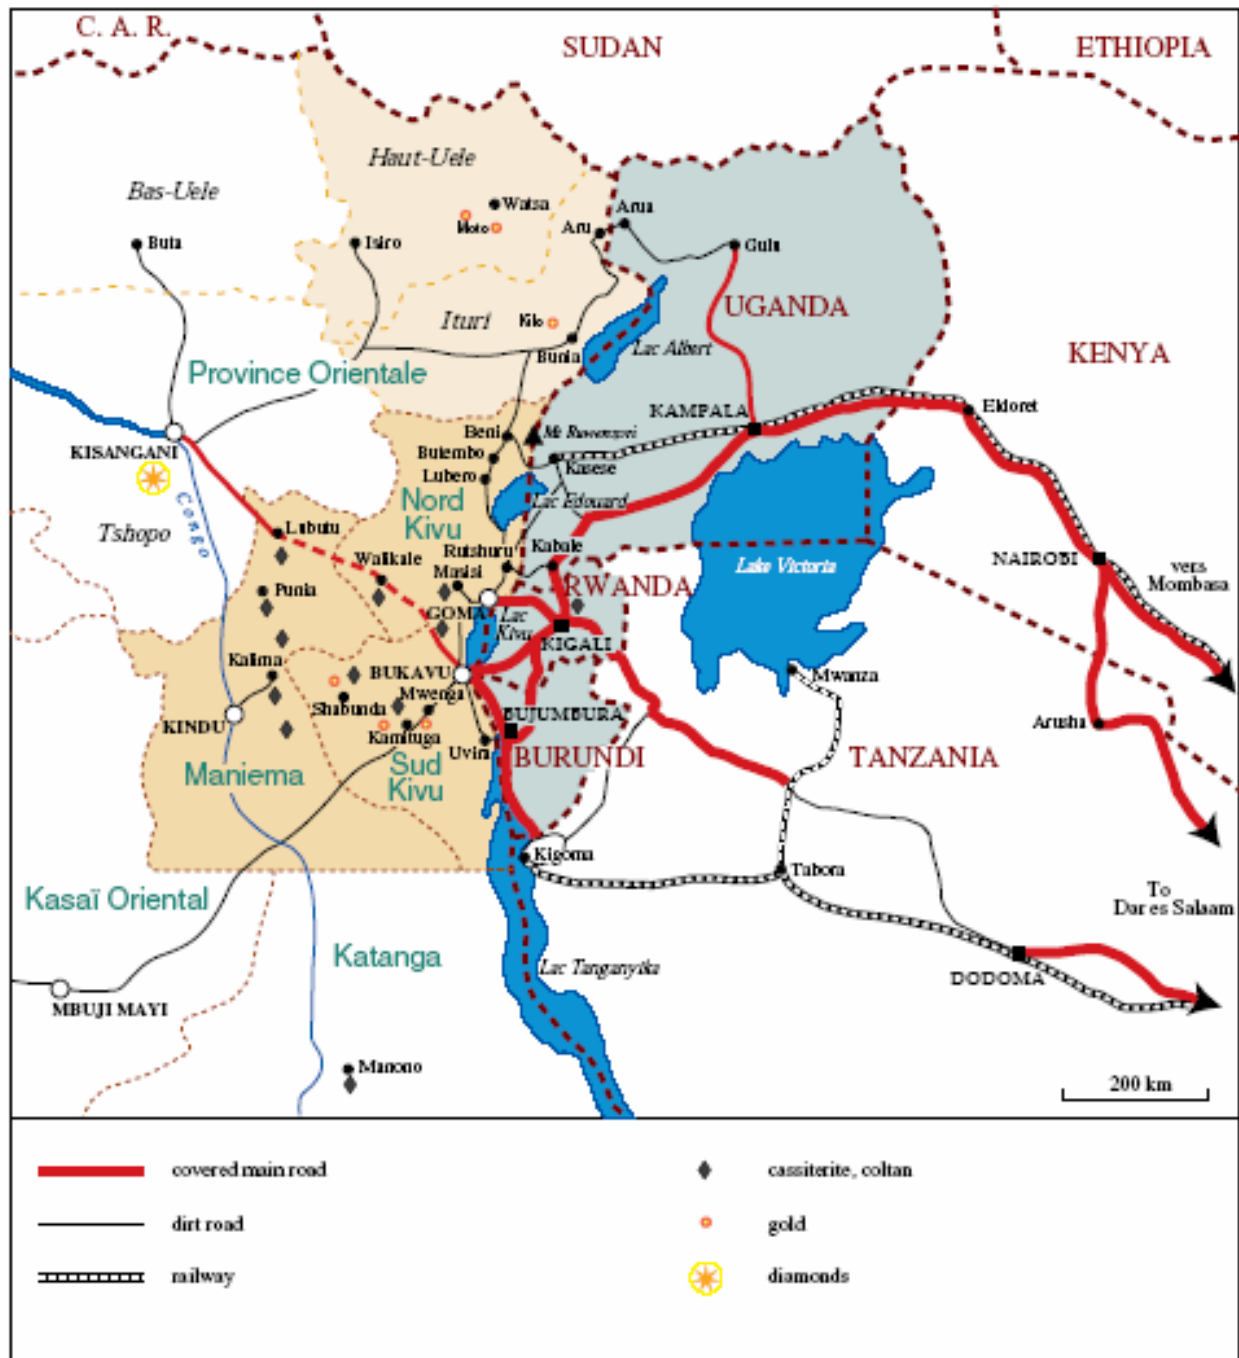 C. A. R.
SUDAN
ETHIOPIA
Haut-Uele
Bas-Uele
Watsa
Moto
Arua
Aru
Buta
Isiro
Gulu
UGANDA
Ituri
Kilo
Bunia
Lac Albert
KENYA
Province Orientale
KAMPALA
Eldoret
Beni
Mt Ruwenzori
KISANGANI
Butembo
Kasese
Lubero
Nord
Kivu
Lac Edouard
Congo
Tshopo
Lubutu
Walikale
Rutshuru
Kabale
Masisi
Lake Victoria
NAIROBI
vers
Mombasa
Punia
RWANDA
GOMA
Lac
Kivu
KIGALI
Kalima
BUKAVU
Mwanza
Mwenga
Shabunda
KINDU
BUJUMBURA
Kamituga
Arusha
Uvira
BURUNDI
TANZANIA
Maniema
Sud
Kivu
Kigoma
Tabora
Kasaï Oriental
To
Dar es Salaam
Katanga
Lac Tanganyika
DODOMA
MBUJI MAYI
Manono
200 km
covered main road
cassiterite, coltan
dirt road
gold
railway
diamonds